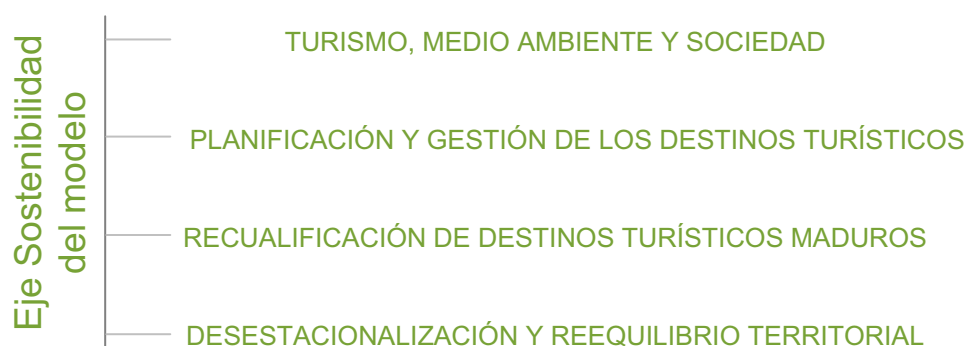 Eje Sostenibilidad
del modelo
TURISMO, MEDIO AMBIENTE Y SOCIEDAD
PLANIFICACIÓN Y GESTIÓN DE LOS DESTINOS TURÍSTICOS
RECUALIFICACIÓN DE DESTINOS TURÍSTICOS MADUROS
DESESTACIONALIZACIÓN Y REEQUILIBRIO TERRITORIAL